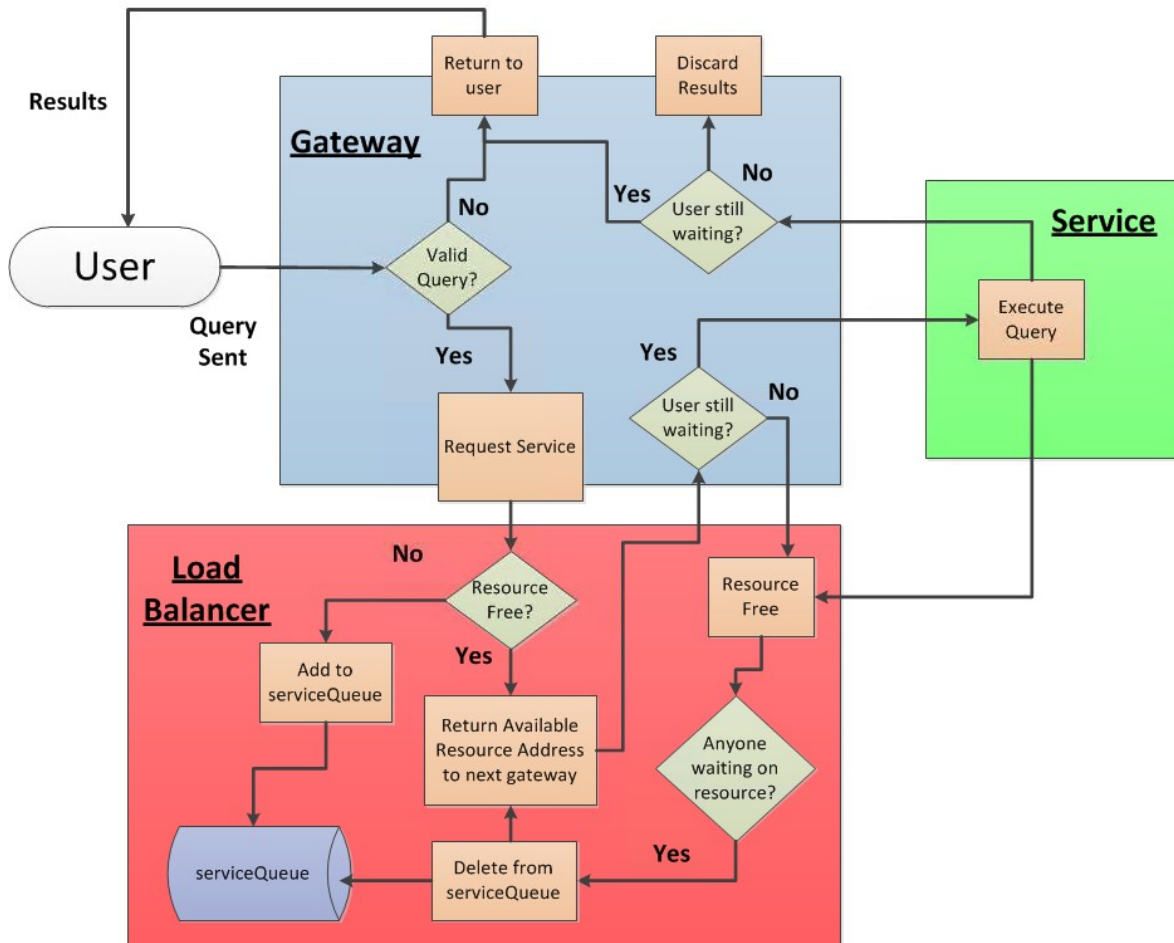 Return to
user
Discard
Results
Results
Gateway
No
Yes
No
User still
waiting?
Service
User
Valid
Query?
Query
Sent
Execute
Query
Yes
Yes
No
User still
waiting?
Request Service
No
Load
Balancer
Resource
Free?
Resource
Free
Yes
Add to
serviceQueue
Return Available
Resource Address
to next gateway
Anyone
waiting on
resource?
Yes
serviceQueue
Delete from
serviceQueue